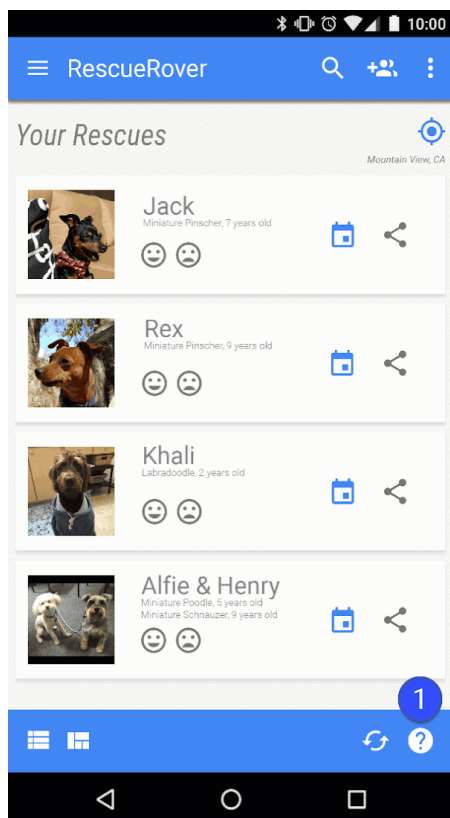 10:00
RescueRover
Your Rescues
Mountain View, CA
Jack
Miniature Pinscher, 7 years old
Rex
Miniature Pinscher, 9 years old
Khali
Labradoodle, 2 years old
Alfie & Henry
Miniature Poodle, 5 years old
Miniature Schnauzer, 9 years old
1
?